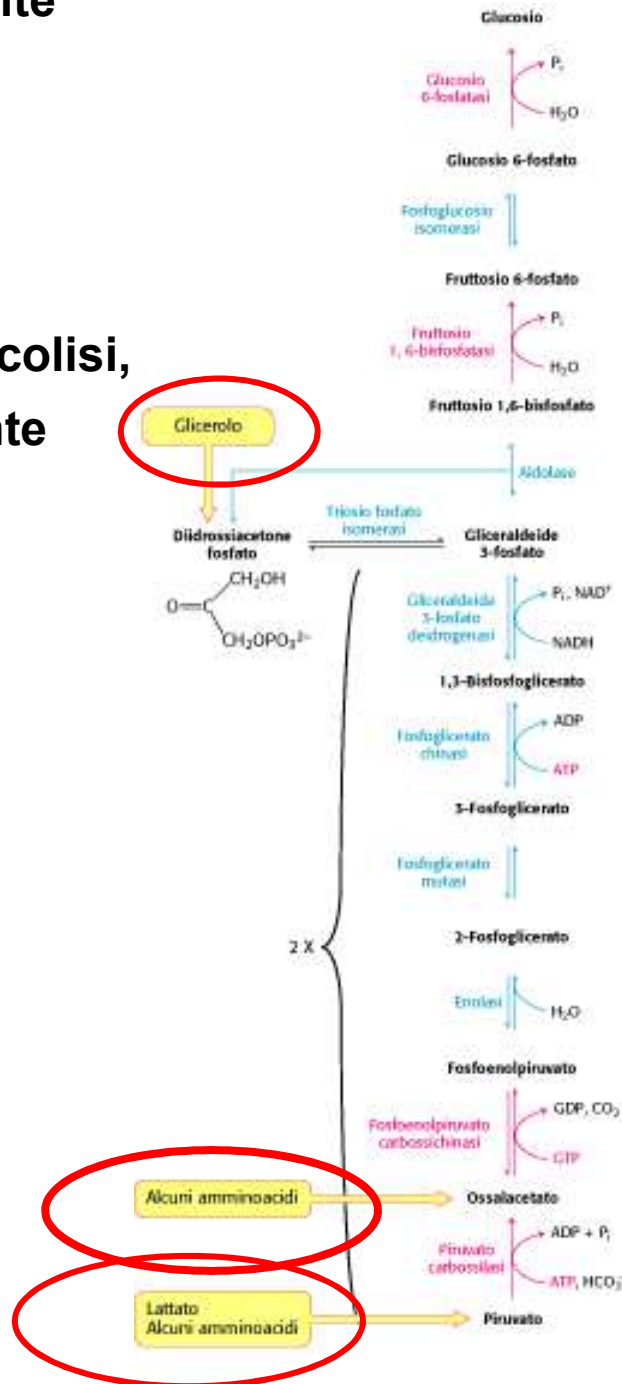 nte
Glucosio
Glucosio
6-fosfatasi
Pi
H2O
Glucosio 6-fosfato
Fosfoglucosio
isomerasi
Fruttosio 6-fosfato
Fruttosio
1, 6-bisfosfatasi
Pi
H2O
colisi,
nte
Fruttosio 1,6-bisfosfato
Glicerolo
Aldolase
Triosio fosfato
isomerasi
Diidrossiacetone
fosfato
Gliceraldeide
3-fosfato
CH2OH
O=C
CH2OPO3 2−
Gliceraldeide
3-fosfato
deidrogenasi
Pi, NAD+
NADH
1,3-Bisfosfoglicerato
Fosfoglicerato
chinasi
ADP
ATP
3-Fosfoglicerato
Fosfoglicerato
mutasi
2 X
2-Fosfoglicerato
Enolasi
H2O
Fosfoenolpiruvato
Fosfoenolpiruvato
carbossichinasi
GDP, CO2
GTP
Alcuni amminoacidi
Ossalacetato
Piruvato
carbossilasi
ADP + Pi
ATP, HCO3−
Lattato
Alcuni amminoacidi
Piruvato